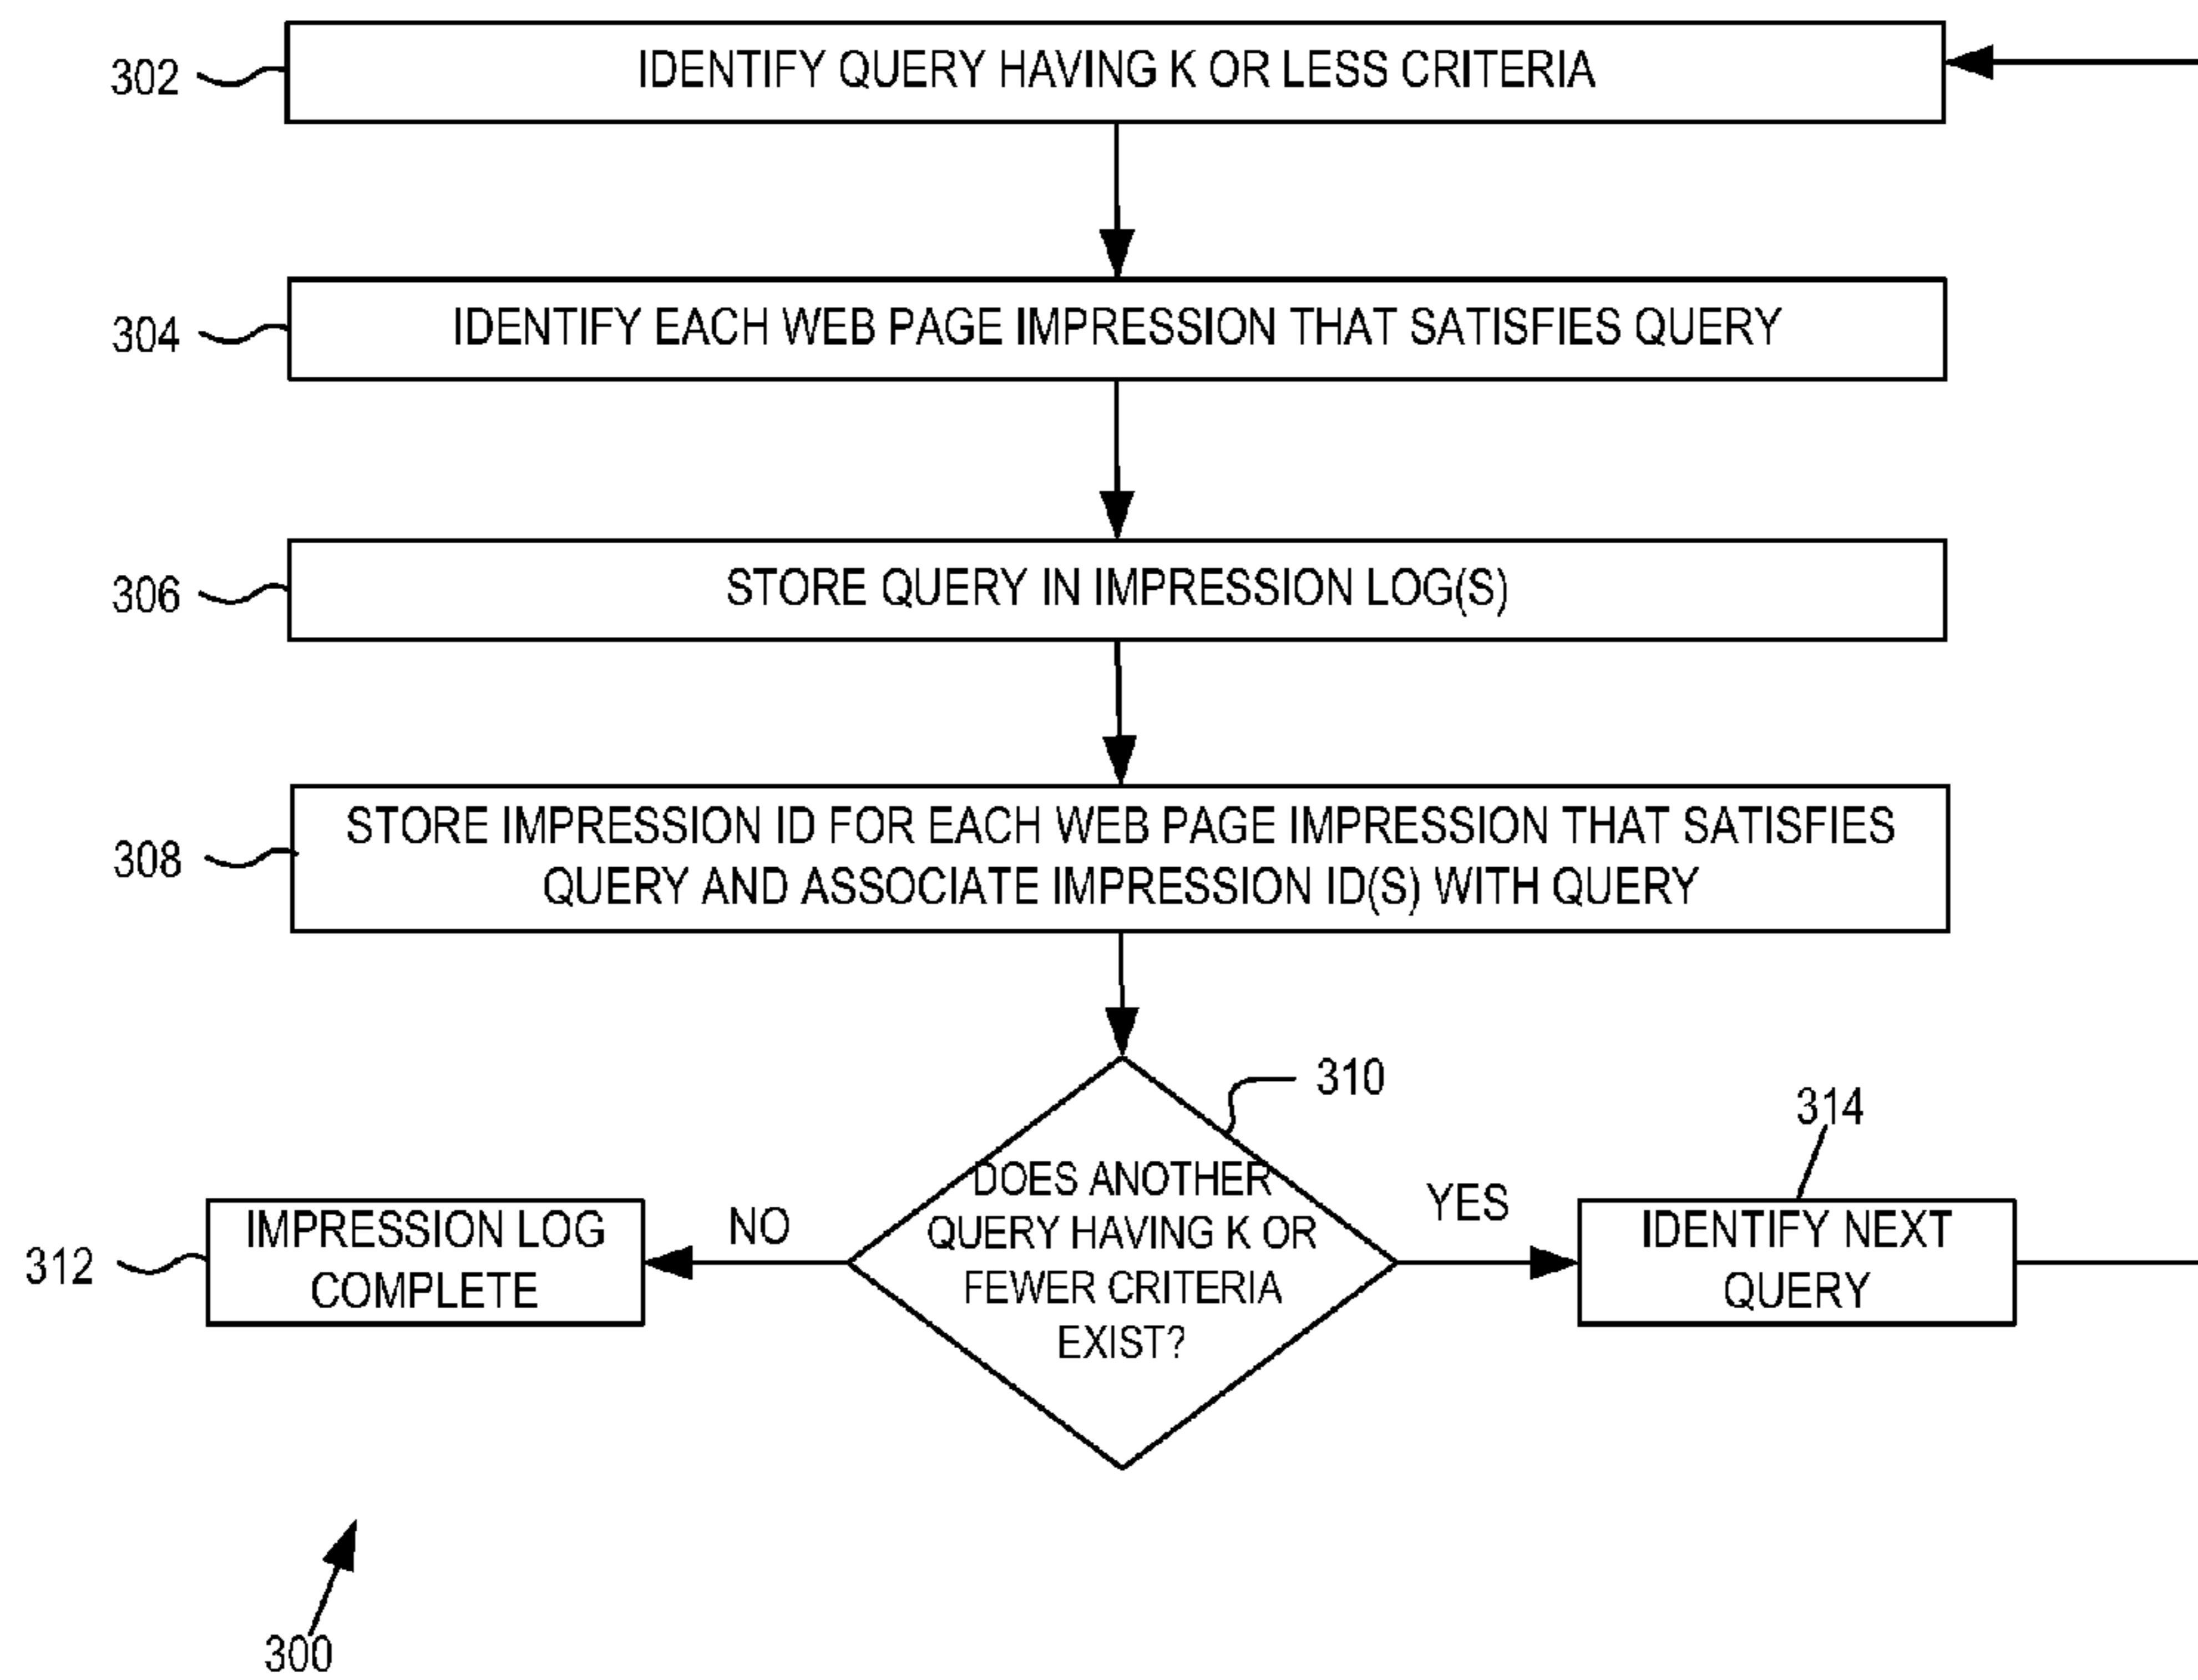 302
IDENTIFY QUERY HAVING K OR LESS CRITERIA
304
IDENTIFY EACH WEB PAGE IMPRESSION THAT SATISFIES QUERY
306
STORE QUERY IN IMPRESSION LOG(S)
308
STORE IMPRESSION ID FOR EACH WEB PAGE IMPRESSION THAT SATISFIES
QUERY AND ASSOCIATE IMPRESSION ID(S) WITH QUERY
310
DOES ANOTHER
QUERY HAVING K OR
FEWER CRITERIA
EXIST?
NO
312
IMPRESSION LOG
COMPLETE
YES
314
IDENTIFY NEXT
QUERY
300